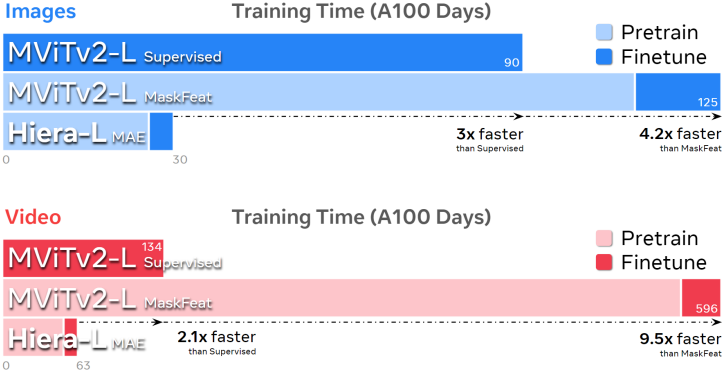 Images Training Time (A100 Days)
Pretrain
Finetune
MViTv2-L Supervised 90
MViTv2-L MaskFeat 125
Hiera-L MAE
3x faster 4.2x faster
than Supervised than MaskFeat
0 30
Video Training Time (A100 Days)
Pretrain
Finetune
MViTv2-L Supervised 134
MViTv2-L MaskFeat 596
Hiera-L MAE
2.1x faster 9.5x faster
than Supervised than MaskFeat
0 63